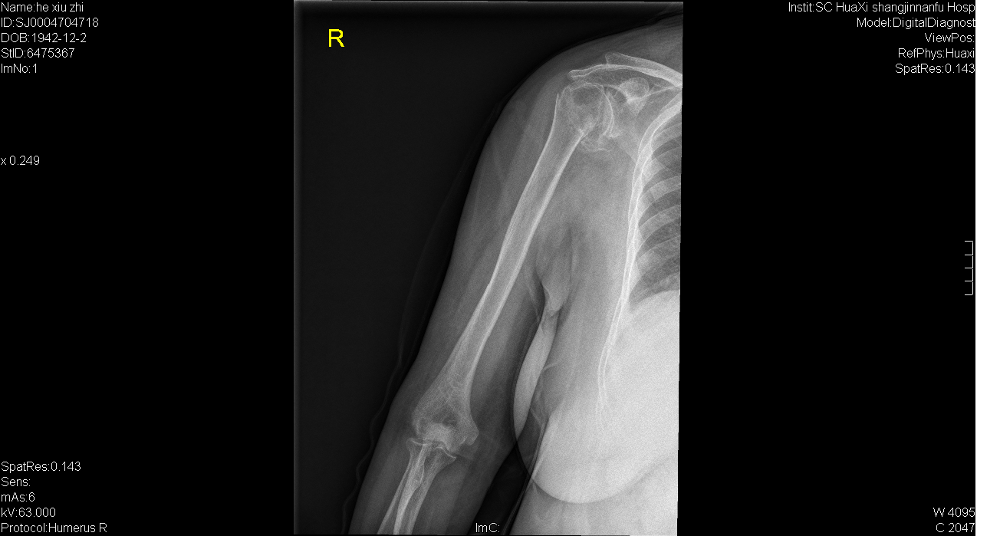 Name:he xiu zhi
ID:SJ0004704718
DOB:1942-12-2
StID:6475367
ImNo:1
Instit:SC HuaXi shangjinnanfu Hosp
Model:DigitalDiagnost
ViewPos:
RefPhys:Huaxi
SpatRes:0.143
R
x 0.249
SpatRes:0.143
Sens:
mAs:6
kV:63.000
Protocol:Humerus R
ImC:
W 4095
C 2047